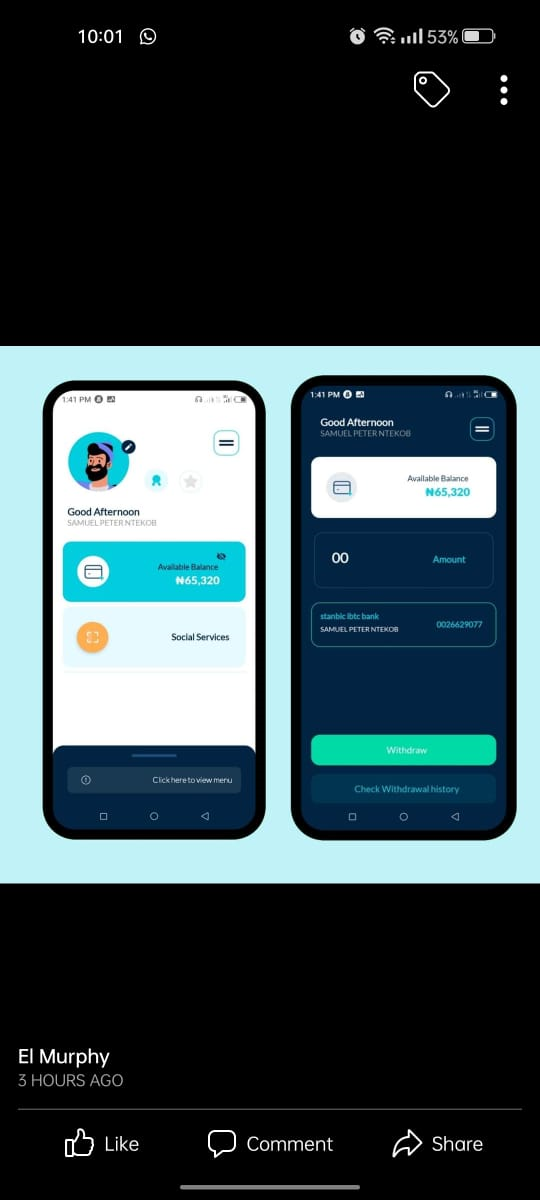 10:01
53%
1:41 PM
Good Afternoon
SAMUEL PETER NTEKOB
Available Balance
₦65,320
Social Services
Click here to view menu
1:41 PM
Good Afternoon
SAMUEL PETER NTEKOB
Available Balance
₦65,320
00
Amount
stanbic ibtc bank
SAMUEL PETER NTEKOB
0026629077
Withdraw
Check Withdrawal history
El Murphy
3 HOURS AGO
Like
Comment
Share